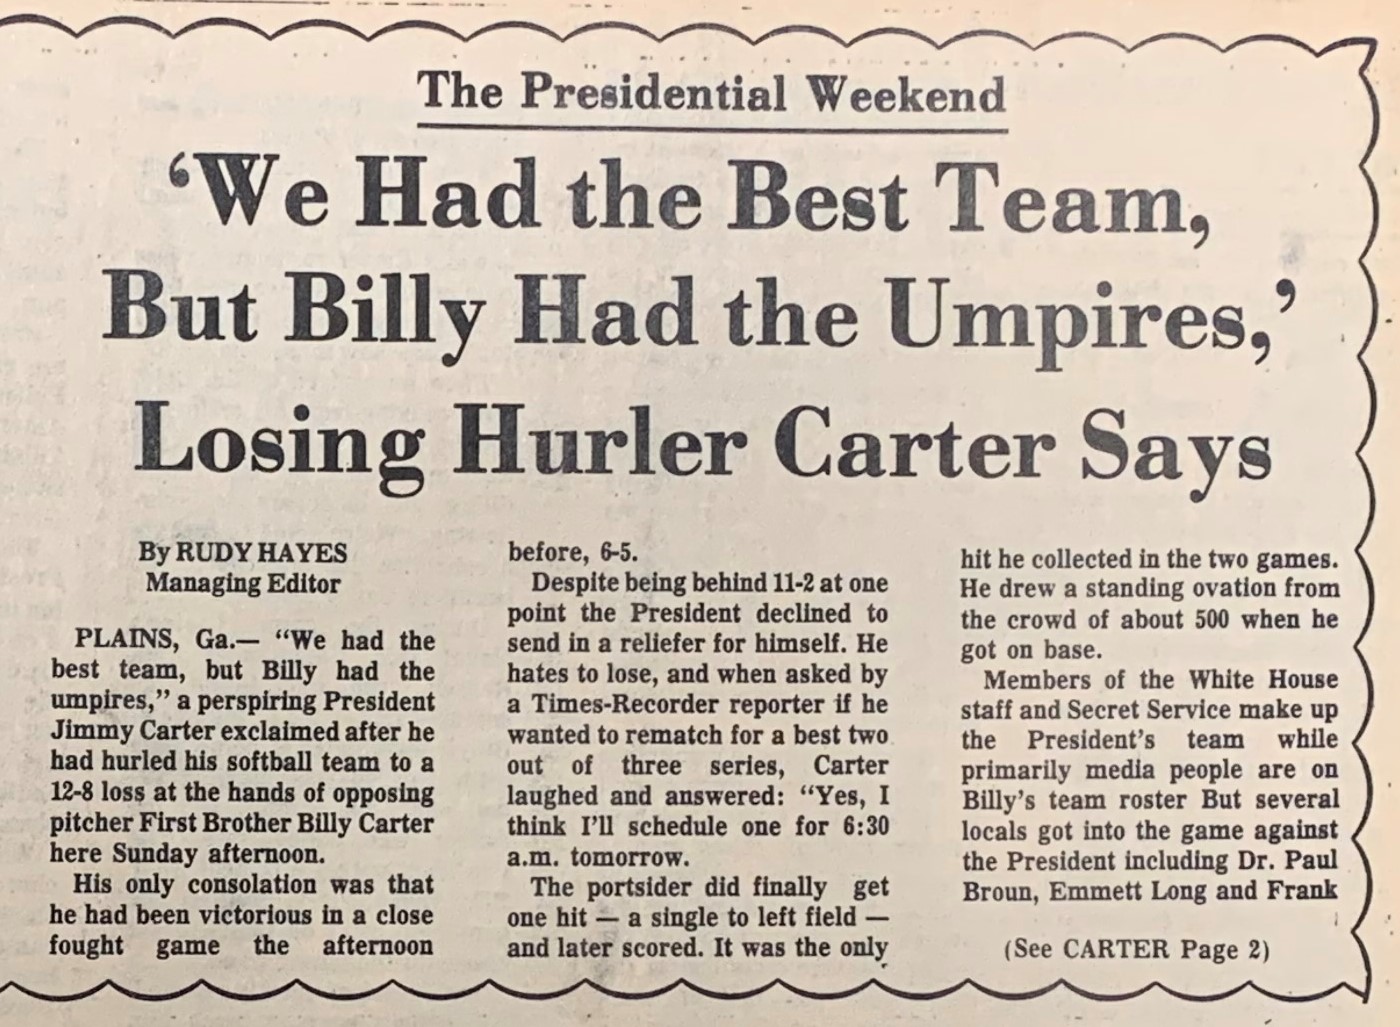 The Presidential Weekend
‘We Had the Best Team,
But Billy Had the Umpires,’
Losing Hurler Carter Says
By RUDY HAYES
Managing Editor
PLAINS, Ga.— “We had the
best team, but Billy had the
umpires,” a perspiring President
Jimmy Carter exclaimed after he
had hurled his softball team to a
12-8 loss at the hands of opposing
pitcher First Brother Billy Carter
here Sunday afternoon.
His only consolation was that
he had been victorious in a close
fought game the afternoon
before, 6-5.
Despite being behind 11-2 at one
point the President declined to
send in a reliefer for himself. He
hates to lose, and when asked by
a Times-Recorder reporter if he
wanted to rematch for a best two
out of three series, Carter
laughed and answered: “Yes, I
think I’ll schedule one for 6:30
a.m. tomorrow.
The portsider did finally get
one hit — a single to left field —
and later scored. It was the only
hit he collected in the two games.
He drew a standing ovation from
the crowd of about 500 when he
got on base.
Members of the White House
staff and Secret Service make up
the President’s team while
primarily media people are on
Billy’s team roster But several
locals got into the game against
the President including Dr. Paul
Broun, Emmett Long and Frank
(See CARTER Page 2)